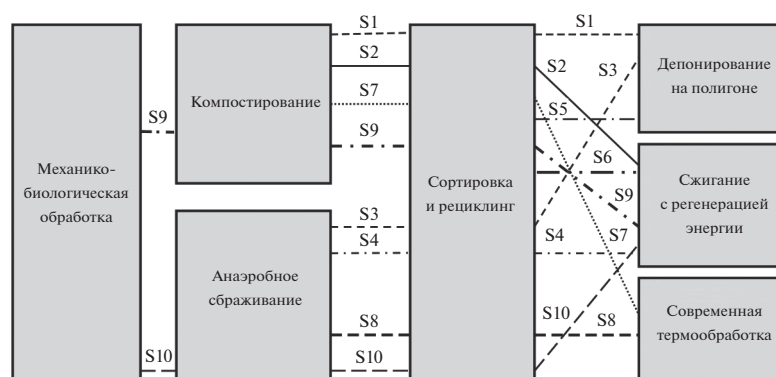 S1
S1
S2
S2
S3
Депонирование
на полигоне
S7
S5
Компостирование
S9
S9
S6
Механико-
биологическая
обработка
Сортировка
и рециклинг
S9
Сжигание
с регенерацией
энергии
S3
S4
S4
S7
Анаэробное
сбраживание
S10
S8
S8
Современная
термообработка
S10
S10